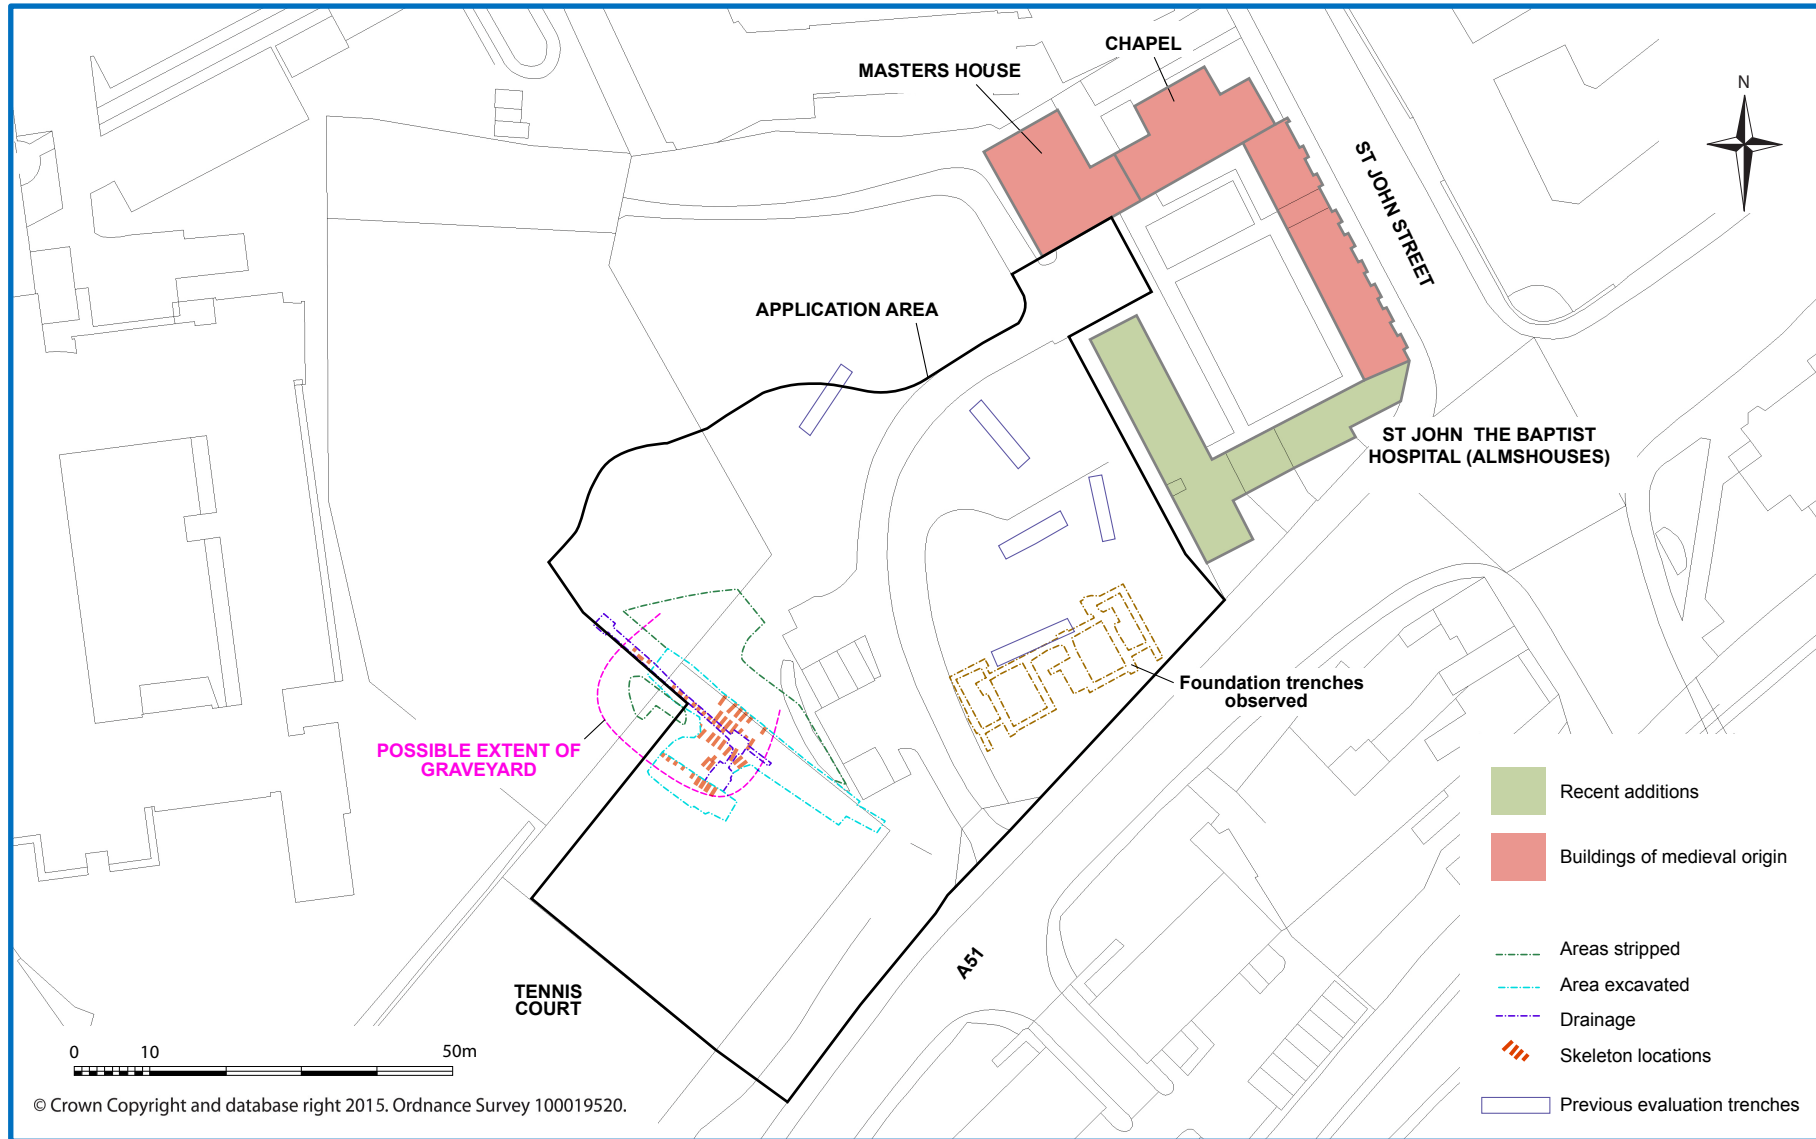 CHAPEL
MASTERS HOUSE
N
ST JOHN STREET
APPLICATION AREA
ST JOHN THE BAPTIST
HOSPITAL (ALMSHOUSES)
Foundation trenches
observed
POSSIBLE EXTENT OF
GRAVEYARD
A51
TENNIS
COURT
Recent additions
Buildings of medieval origin
Areas stripped
Area excavated
Drainage
Skeleton locations
Previous evaluation trenches
0 10 50m
© Crown Copyright and database right 2015. Ordnance Survey 100019520.